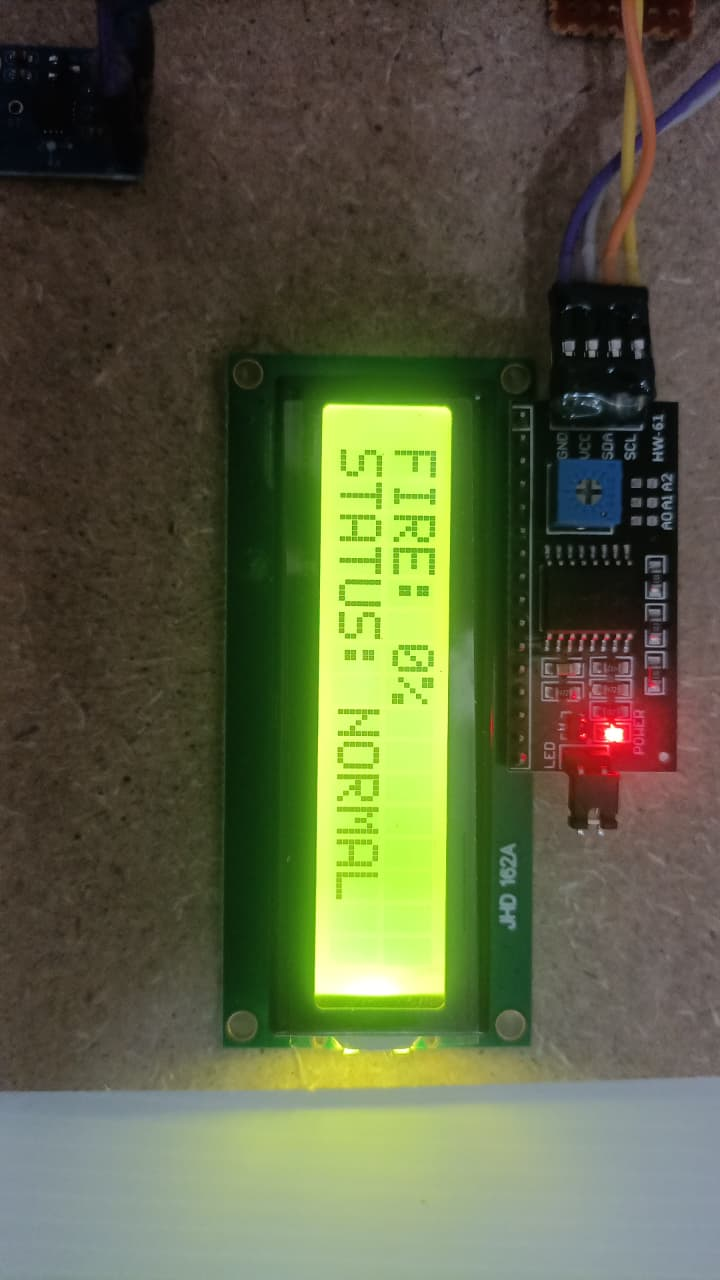 FIRE: 0%
STATUS: NORMAL
GND
VCC
SDA
SCL
HW-61
A0 A1 A2
LED
POWER
JHD 162A